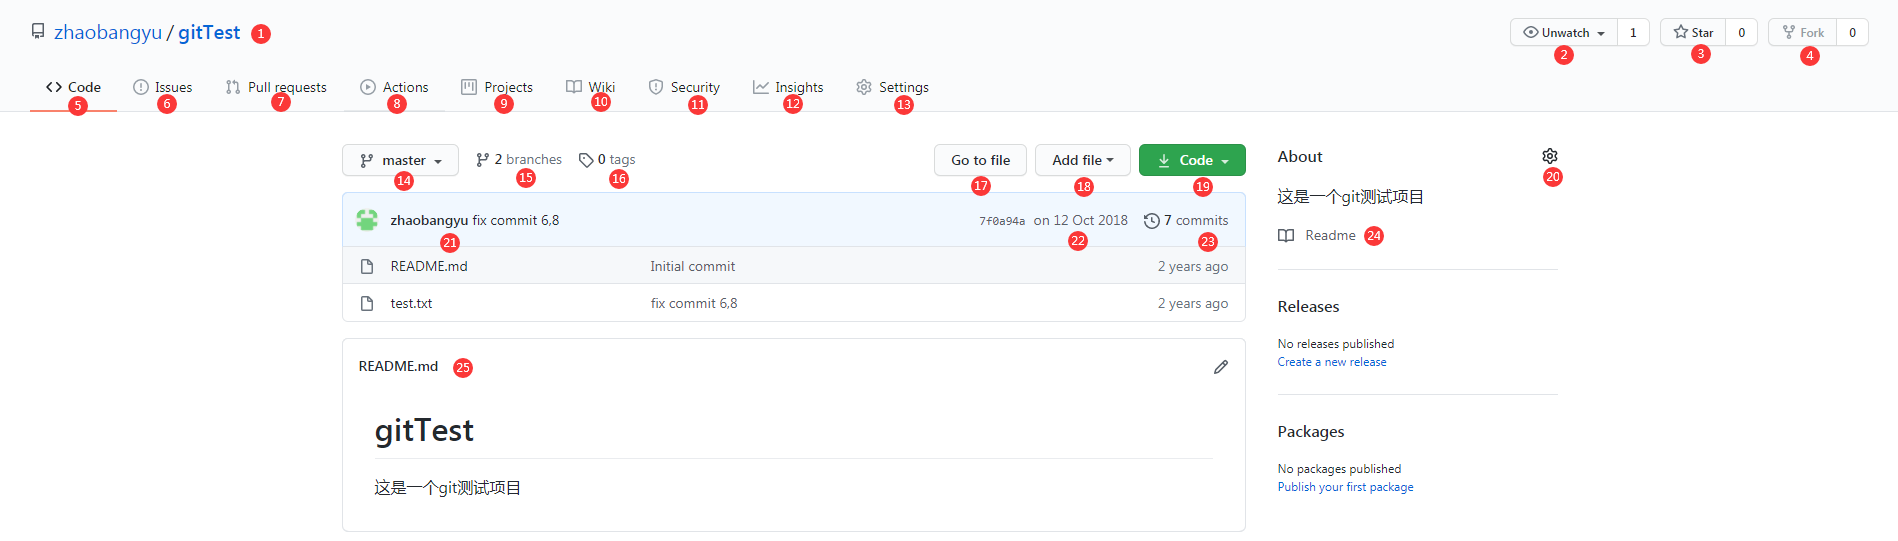 zhaobangyu / gitTest 1
Unwatch 1 Star 0 Fork 0
2 3 4
Code Issues Pull requests Actions Projects Wiki Security Insights Settings
5 6 7 8 9 10 11 12 13
master 2 branches 0 tags Go to file Add file Code
14 15 16 17 18 19
zhaobangyu fix commit 6,8 7f0a94a on 12 Oct 2018 7 commits
21 22 23
README.md Initial commit 2 years ago
test.txt fix commit 6,8 2 years ago
README.md 25
gitTest
这是一个git测试项目
About
20
这是一个git测试项目
Readme 24
Releases
No releases published
Create a new release
Packages
No packages published
Publish your first package